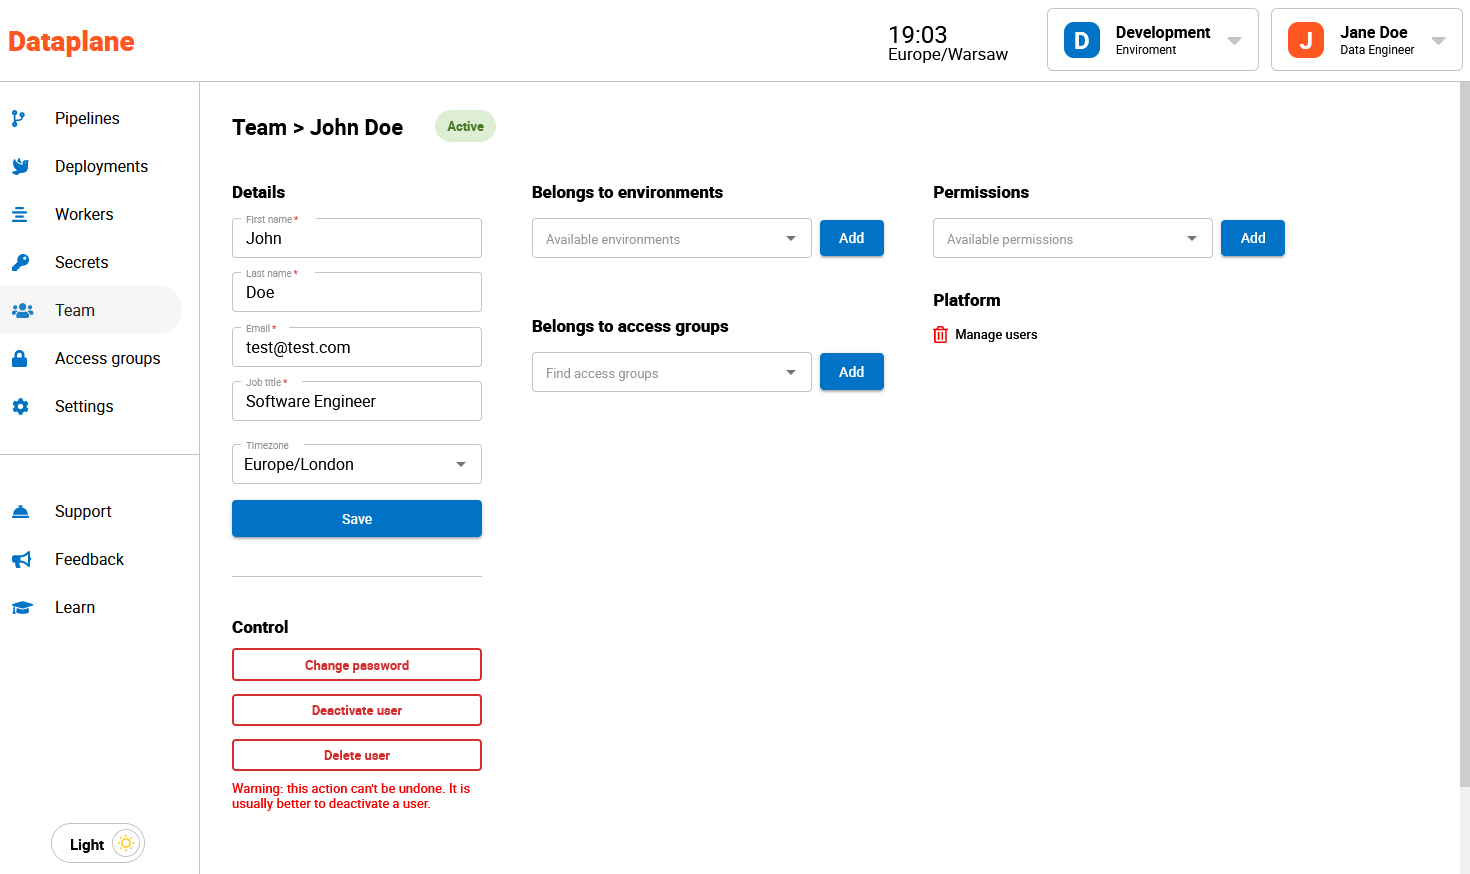 Dataplane
19:03
Europe/Warsaw
D
Development
Enviroment
J
Jane Doe
Data Engineer
Pipelines
Deployments
Workers
Secrets
Team
Access groups
Settings
Support
Feedback
Learn
Light
Team > John Doe
Active
Details
First name *
John
Last name *
Doe
Email *
test@test.com
Job title *
Software Engineer
Timezone
Europe/London
Save
Control
Change password
Deactivate user
Delete user
Warning: this action can't be undone. It is
usually better to deactivate a user.
Belongs to environments
Available environments
Add
Belongs to access groups
Find access groups
Add
Permissions
Available permissions
Add
Platform
Manage users